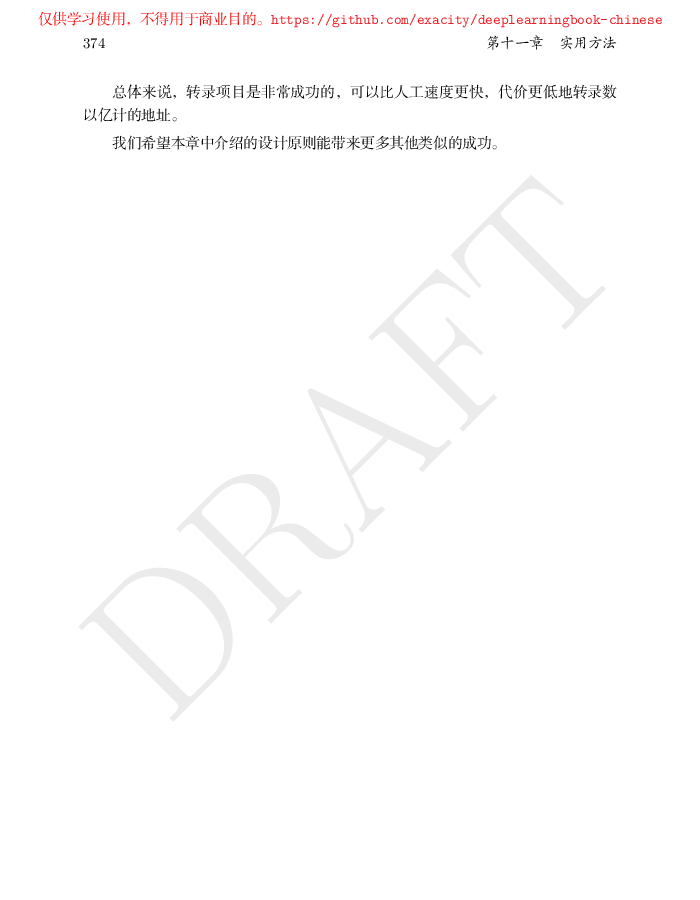 仅供学习使用，不得用于商业目的。https://github.com/exacity/deeplearningbook-chinese
374 第十一章 实用方法
总体来说，转录项目是非常成功的，可以比人工速度更快，代价更低地转录数
以亿计的地址。
我们希望本章中介绍的设计原则能带来更多其他类似的成功。
DRAFT